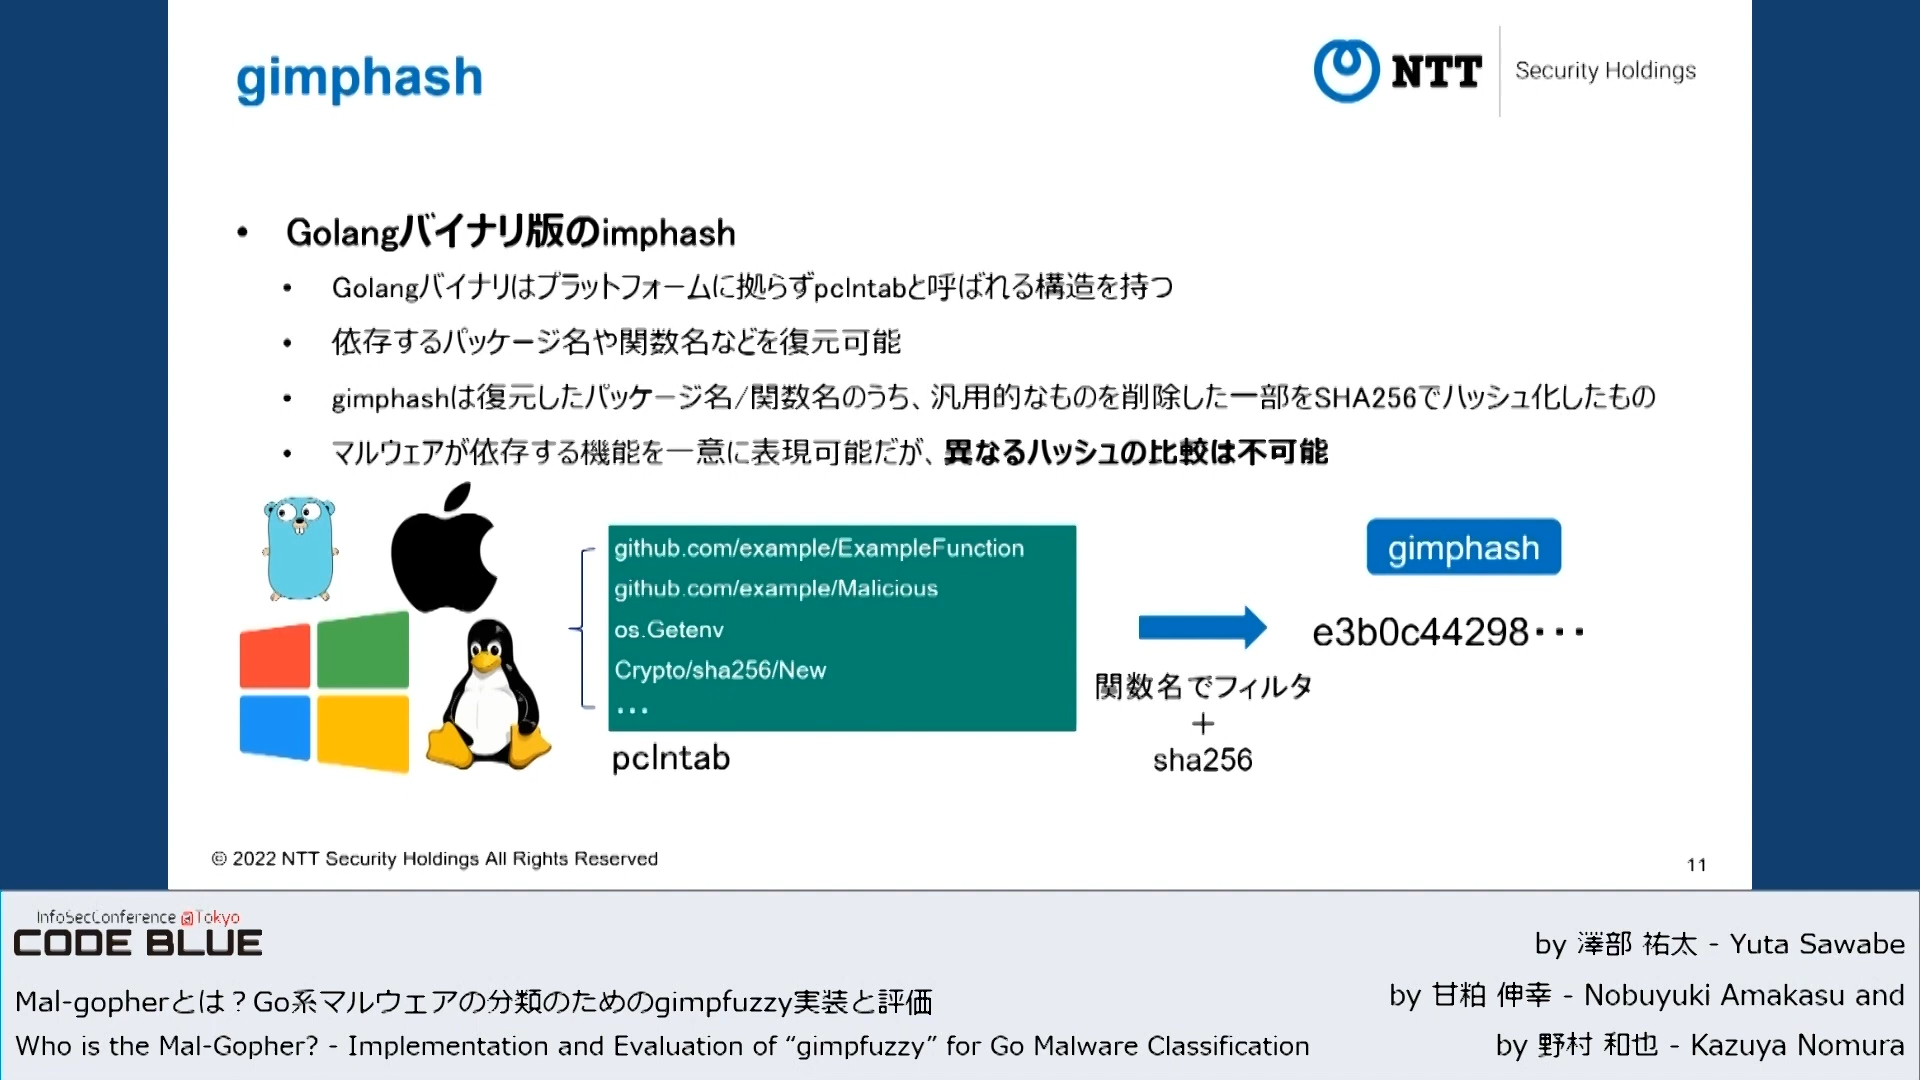 gimphash
NTT
Security Holdings
• Golangバイナリ版のimphash
• Golangバイナリはプラットフォームに拠らずpclntabと呼ばれる構造を持つ
• 依存するパッケージ名や関数名などを復元可能
• gimphashは復元したパッケージ名/関数名のうち、汎用的なものを削除した一部をSHA256でハッシュ化したもの
• マルウェアが依存する機能を一意に表現可能だが、異なるハッシュの比較は不可能
github.com/example/ExampleFunction
github.com/example/Malicious
os.Getenv
Crypto/sha256/New
...
pclntab
関数名でフィルタ
+
sha256
gimphash
e3b0c44298・・・
© 2022 NTT Security Holdings All Rights Reserved
11
InfoSecConference @Tokyo
CODE BLUE
Mal-gopherとは？Go系マルウェアの分類のためのgimpfuzzy実装と評価
Who is the Mal-Gopher? - Implementation and Evaluation of “gimpfuzzy” for Go Malware Classification
by 澤部 祐太 - Yuta Sawabe
by 甘粕 伸幸 - Nobuyuki Amakasu and
by 野村 和也 - Kazuya Nomura